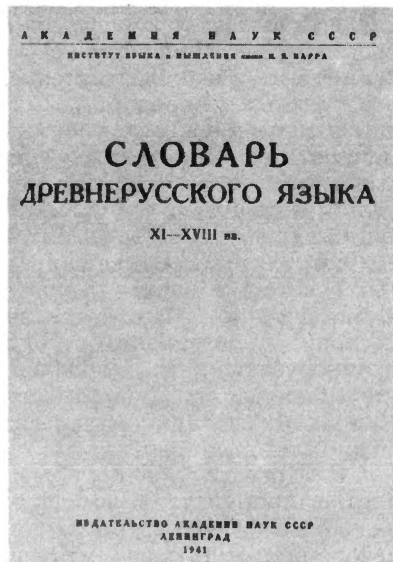 АКАДЕМИЯ НАУК СССР
ИНСТИТУТ ЯЗЫКА и МЫШЛЕНИЯ имени Н. Я. МАРРА
СЛОВАРЬ
ДРЕВНЕРУССКОГО ЯЗЫКА
XI—XVIII вв.
ИЗДАТЕЛЬСТВО АКАДЕМИИ НАУК СССР
ЛЕНИНГРАД
1941